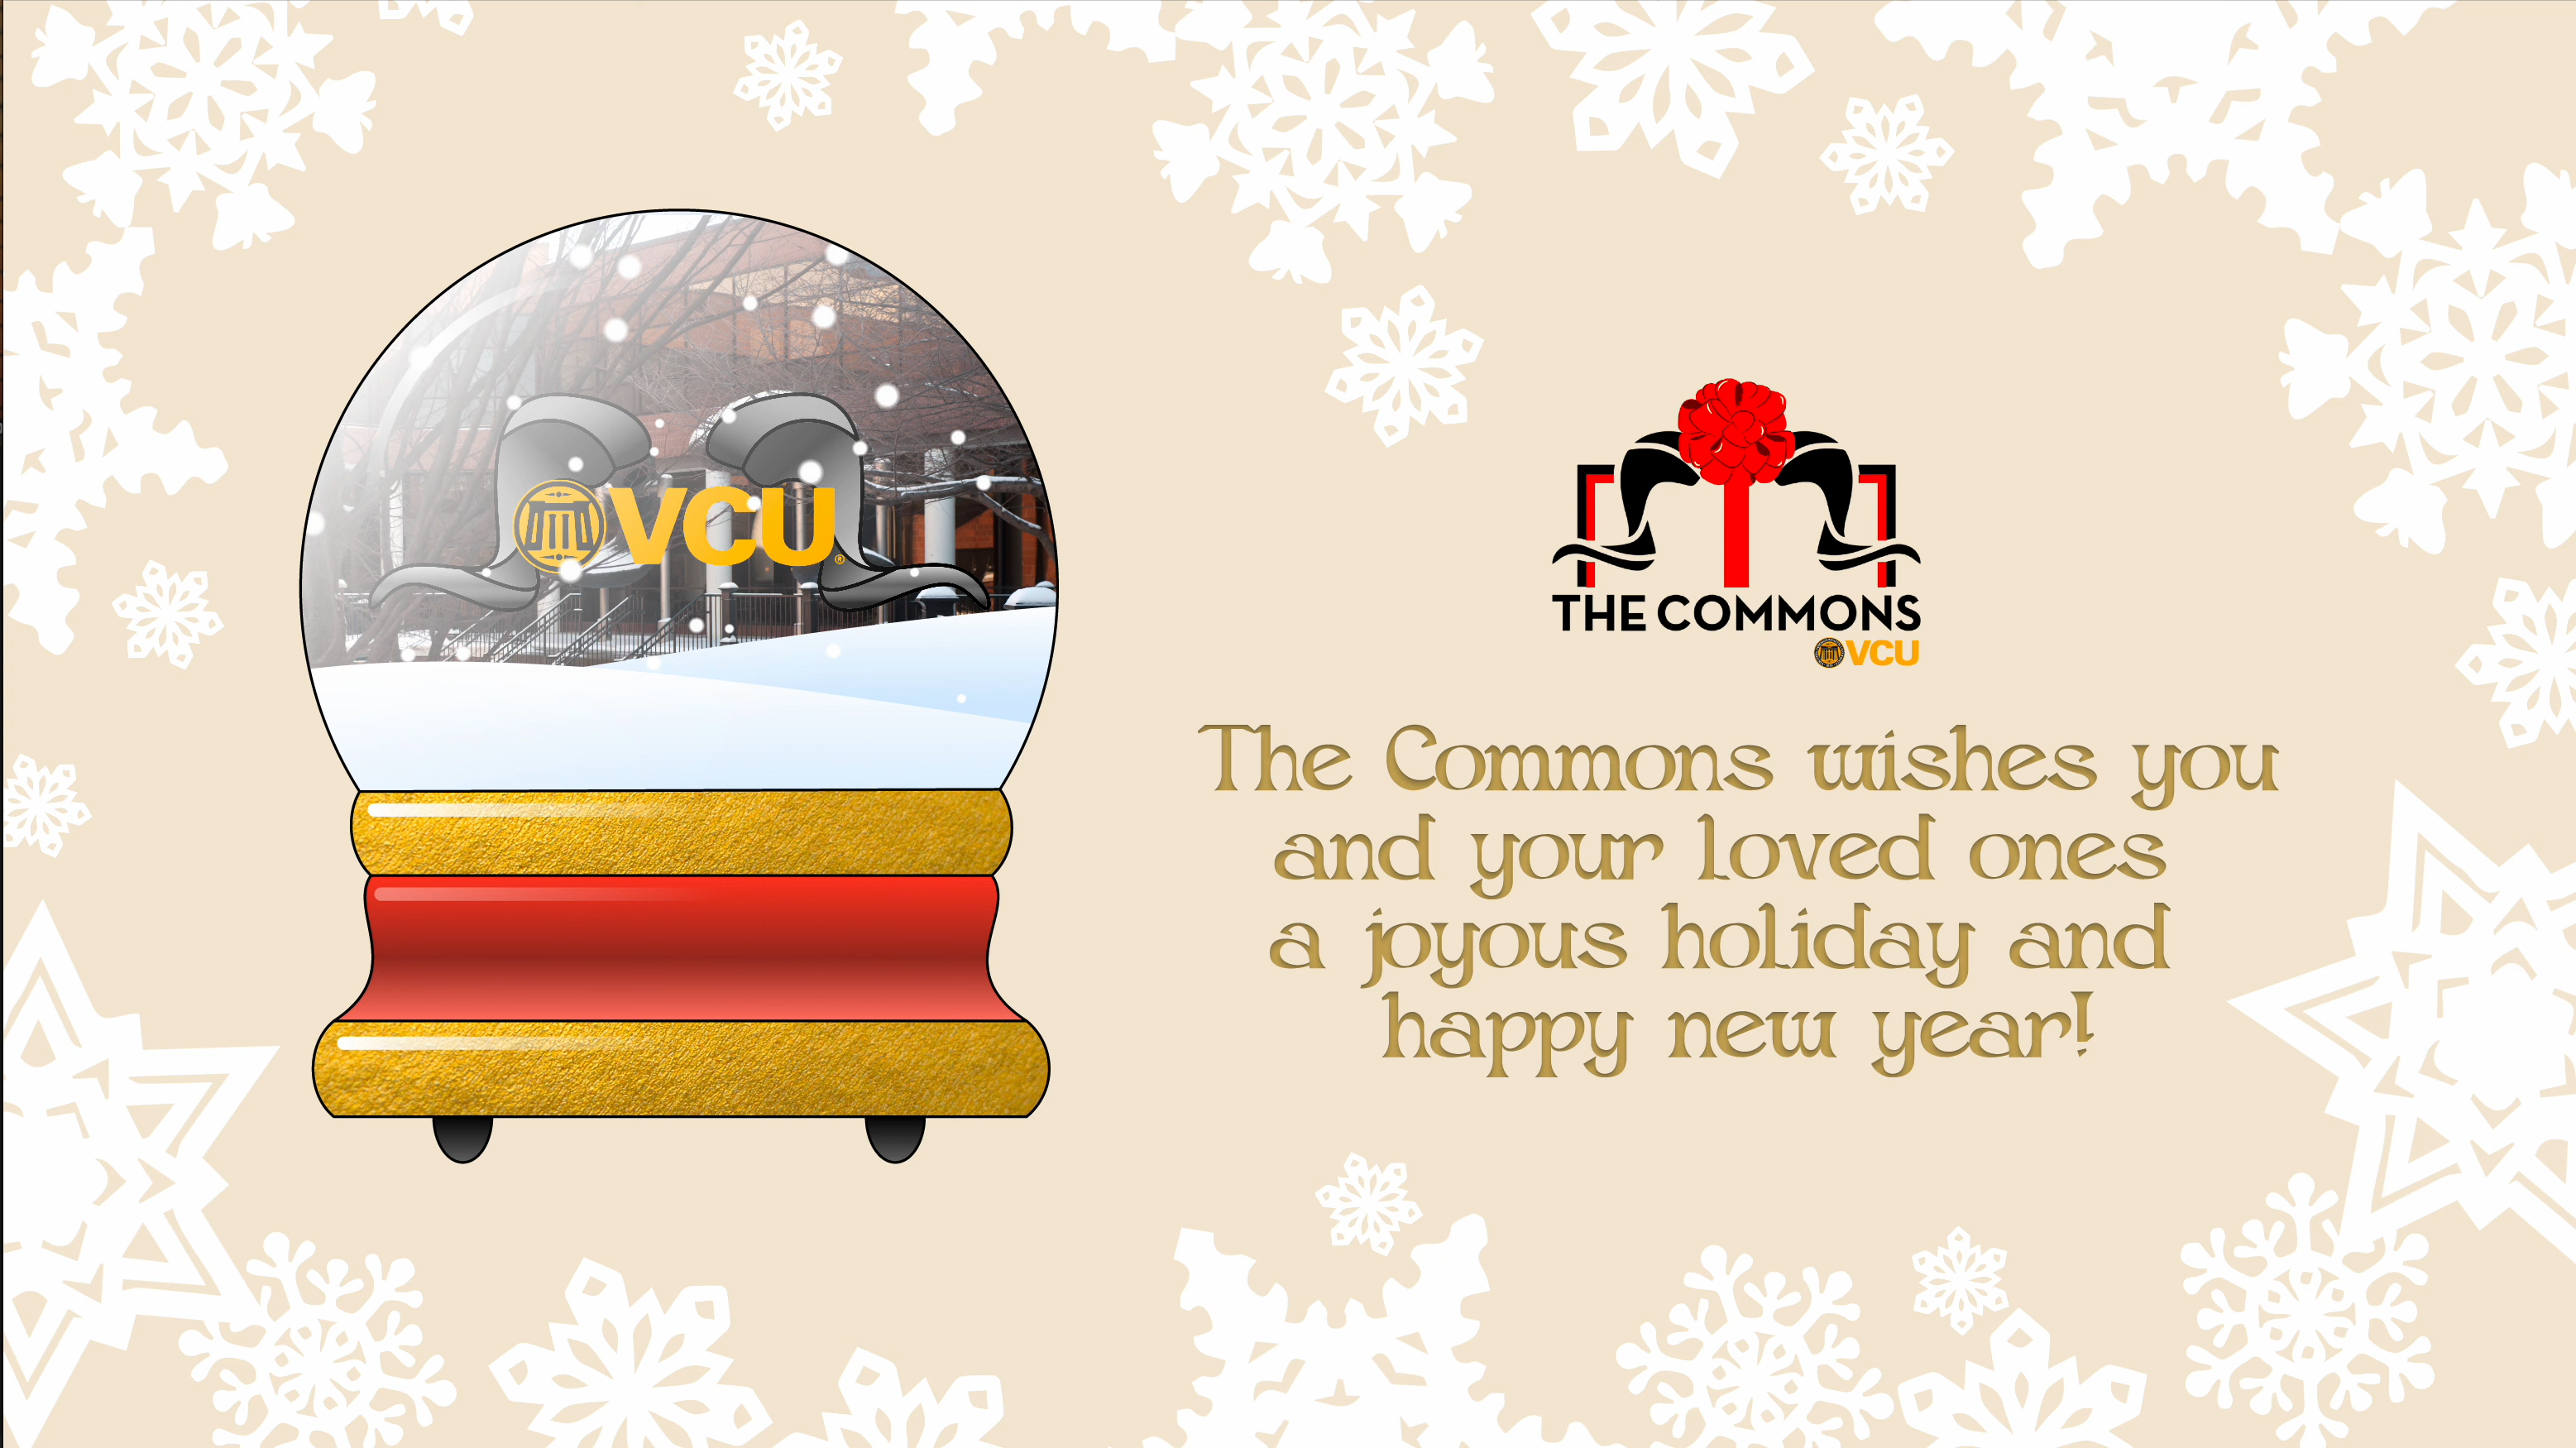 VCU
THE COMMONS
VCU
The Commons wishes you
and your loved ones
a joyous holiday and
happy new year!